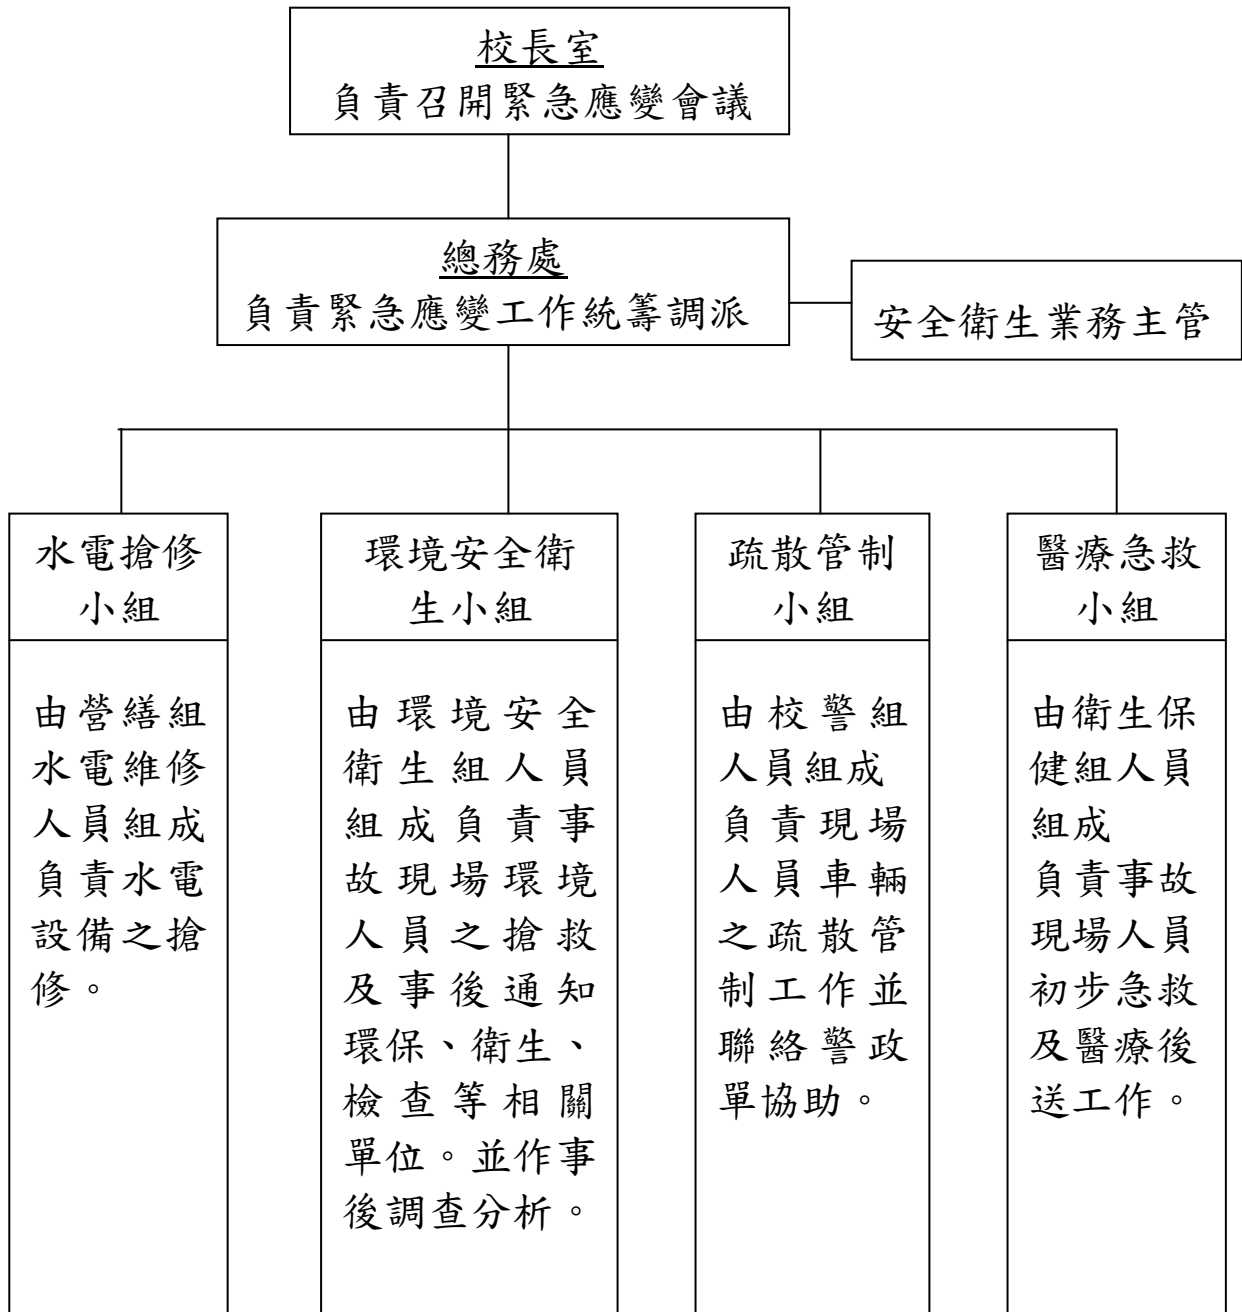 校長室
負責召開緊急應變會議
總務處
負責緊急應變工作統籌調派
安全衛生業務主管
水電搶修
小組
由營繕組
水電維修
人員組成
負責水電
設備之搶
修。
環境安全衛
生小組
由環境安全
衛生組人員
組成負責事
故現場環境
人員之搶救
及事後通知
環保、衛生、
檢查等相關
單位。並作事
後調查分析。
疏散管制
小組
由校警組
人員組成
負責現場
人員車輛
之疏散管
制工作並
聯絡警政
單協助。
醫療急救
小組
由衛生保
健組人員
組成
負責事故
現場人員
初步急救
及醫療後
送工作。